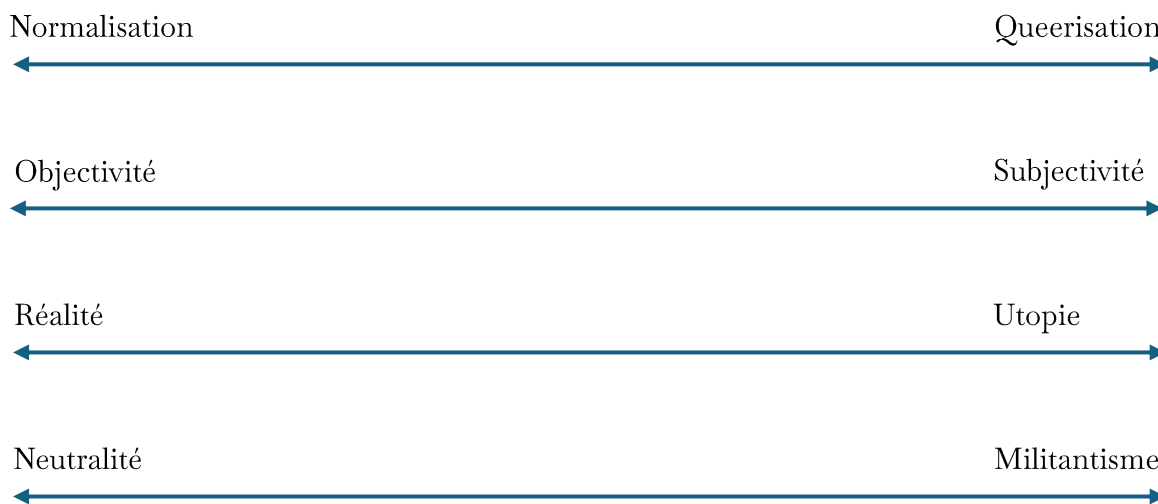 Normalisation Queerisation
Objectivité Subjectivité
Réalité Utopie
Neutralité Militantisme